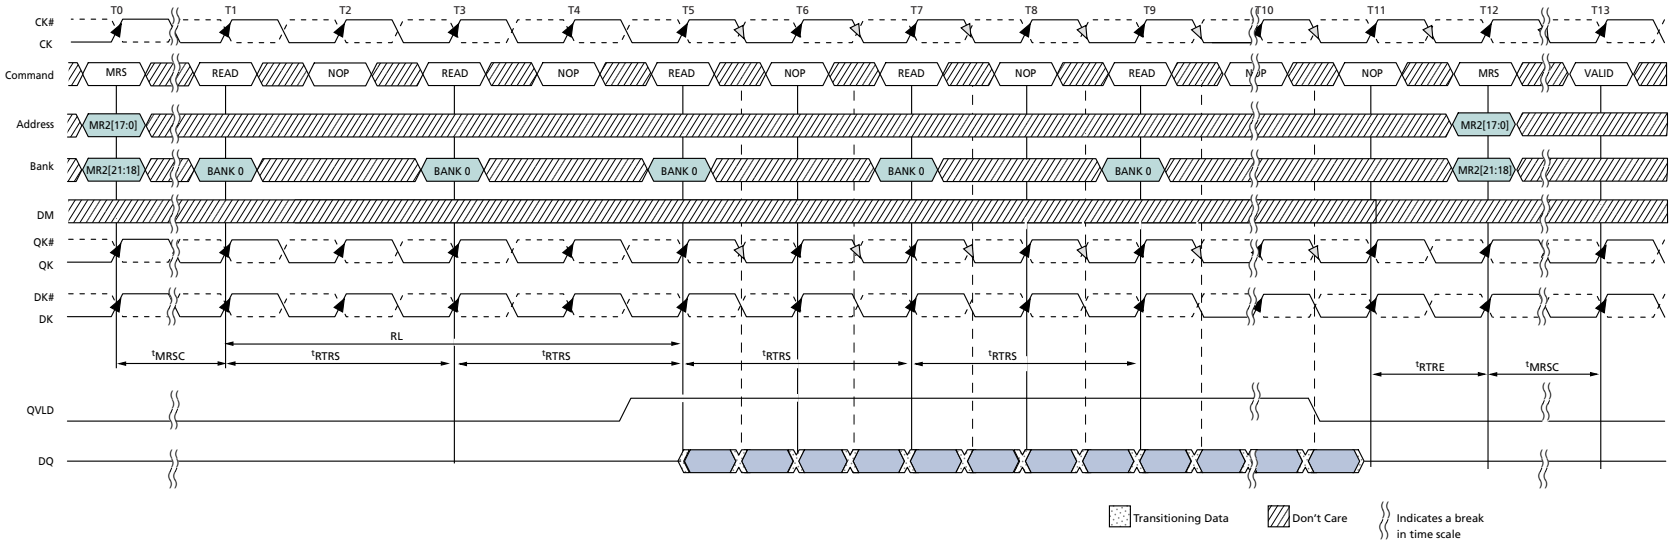 T0 T1 T2 T3 T4 T5 T6 T7 T8 T9 T10 T11 T12 T13
CK#
CK
Command MRS READ NOP READ NOP READ NOP READ NOP READ NOP NOP MRS VALID
Address MR2[17:0] MR2[17:0]
Bank MR2[21:18] BANK 0 BANK 0 BANK 0 BANK 0 BANK 0 MR2[21:18]
DM
QK#
QK
DK#
DK
RL
tMRSC tRTRS tRTRS tRTRS tRTRS
tRTRE tMRSC
QVLD
DQ
Transitioning Data Don't Care Indicates a break
in time scale